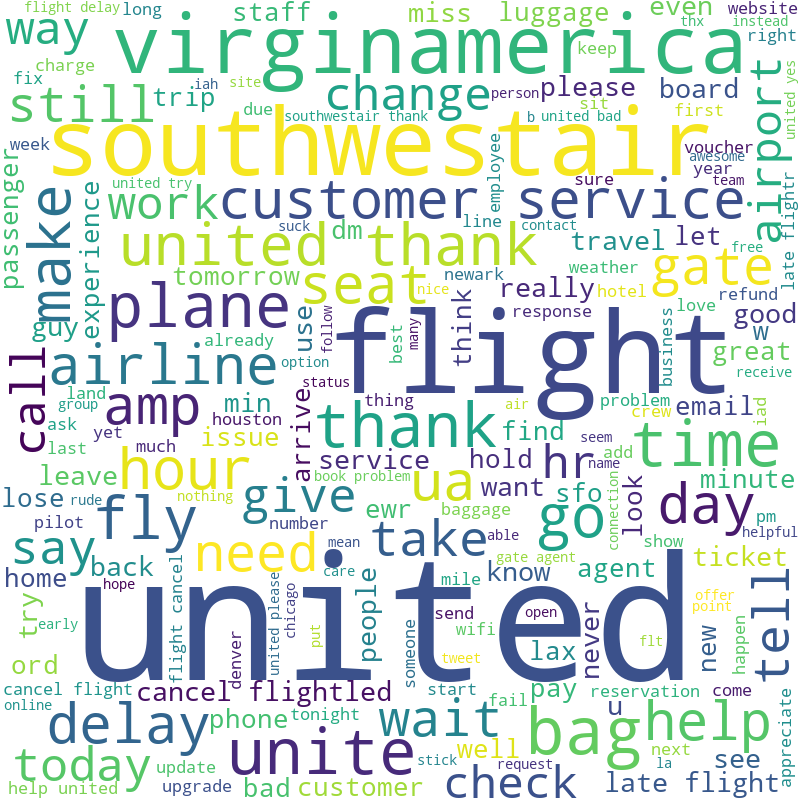 flight delay
long
staff
miss
luggage
even
thx
website
instead
way
virginamerica
right
charge
keep
fix
iah
site
person
please
board
still
trip
change
sit
first
airport
due
southwestair thank
b
united bad
united yes
week
southwestair
employee
voucher
awesome
year
passenger
make
united try
work
customer service
sure
team
late flightr
experience
suck
line
contact
free
united thank
dm
travel
let
tomorrow
seat
newark
weather
gate
nice
really
hotel
refund
plane
use
follow
think
response
love
good
guy
many
business
w
already
best
great
airline
option
receive
call
land
status
flight
amp
group
min
thing
problem
air
crew
email
iad
ask
houston
arrive
thank
find
seem
add
yet
issue
time
last
much
service
hold
hr
name
leave
hour
book problem
ua
want
look
minute
lose
rude
nothing
give
sfo
day
fly
ewr
baggage
go
connection
pm
pilot
number
able
helpful
say
mean
take
show
need
gate agent
ticket
home
back
care
know
agent
hope
mile
offer
try
flight cancel
united please
chicago
people
send
open
point
tell
early
united
put
someone
wifi
never
flt
new
happen
ord
denver
tweet
lax
cancel flight
cancel flightled
start
pay
reservation
come
online
fail
u
appreciate
delay
phone
tonight
wait
bag
help
unite
well
next
today
update
stick
request
la
see
help united
upgrade
bad
customer
check
late flight